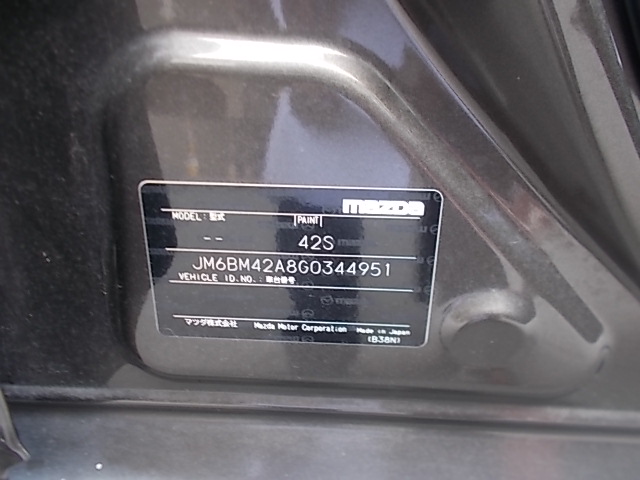 mazda
MODEL: 型式
PAINT
-- 42S
JM6BM42A8G0344951
VEHICLE ID.NO.: 車台番号
マツダ株式会社 Mazda Motor Corporation Made in Japan
(B38N)